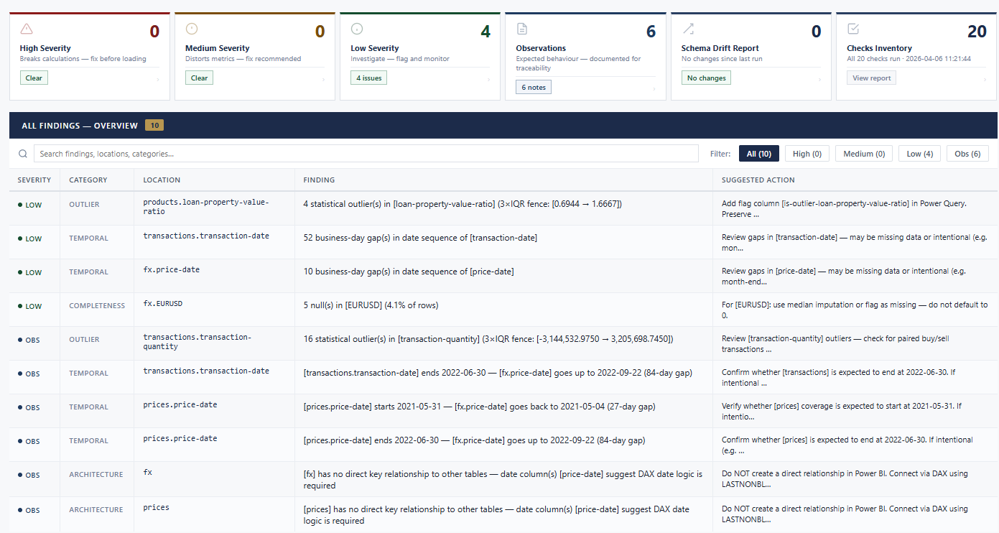 0
High Severity
Breaks calculations — fix before loading
Clear
0
Medium Severity
Distorts metrics — fix recommended
Clear
4
Low Severity
Investigate — flag and monitor
4 issues
6
Observations
Expected behaviour — documented for
traceability
6 notes
0
Schema Drift Report
No changes since last run
No changes
20
Checks Inventory
All 20 checks run · 2026-04-06 11:21:44
View report
ALL FINDINGS — OVERVIEW 10
Search findings, locations, categories... Filter: All (10) High (0) Medium (0) Low (4) Obs (6)
SEVERITY CATEGORY LOCATION FINDING SUGGESTED ACTION
LOW
OUTLIER
products.loan-property-value-
ratio
4 statistical outlier(s) in [loan-property-value-ratio] (3×IQR fence: [0.6944 → 1.6667])
Add flag column [is-outlier-loan-property-value-ratio] in Power Query.
Preserve ...
LOW
TEMPORAL
transactions.transaction-date
52 business-day gap(s) in date sequence of [transaction-date]
Review gaps in [transaction-date] — may be missing data or intentional (e.g.
mon...
LOW
TEMPORAL
fx.price-date
10 business-day gap(s) in date sequence of [price-date]
Review gaps in [price-date] — may be missing data or intentional (e.g.
month-end...
LOW
COMPLETENESS
fx.EURUSD
5 null(s) in [EURUSD] (4.1% of rows)
For [EURUSD]: use median imputation or flag as missing — do not default to
0.
OBS
OUTLIER
transactions.transaction-
quantity
16 statistical outlier(s) in [transaction-quantity] (3×IQR fence: [-3,144,532.9750 → 3,205,698.7450])
Review [transaction-quantity] outliers — check for paired buy/sell
transactions ...
OBS
TEMPORAL
transactions.transaction-date
[transactions.transaction-date] ends 2022-06-30 — [fx.price-date] goes up to 2022-09-22 (84-day gap)
Confirm whether [transactions] is expected to end at 2022-06-30. If
intentional ...
OBS
TEMPORAL
prices.price-date
[prices.price-date] starts 2021-05-31 — [fx.price-date] goes back to 2021-05-04 (27-day gap)
Verify whether [prices] coverage is expected to start at 2021-05-31. If
intentio...
OBS
TEMPORAL
prices.price-date
[prices.price-date] ends 2022-06-30 — [fx.price-date] goes up to 2022-09-22 (84-day gap)
Confirm whether [prices] is expected to end at 2022-06-30. If intentional
(e.g. ...
OBS
ARCHITECTURE
fx
[fx] has no direct key relationship to other tables — date column(s) [price-date] suggest DAX date logic is
required
Do NOT create a direct relationship in Power BI. Connect via DAX using
LASTNONBL...
OBS
ARCHITECTURE
prices
[prices] has no direct key relationship to other tables — date column(s) [price-date] suggest DAX date
logic is required
Do NOT create a direct relationship in Power BI. Connect via DAX using
LASTNONBL...